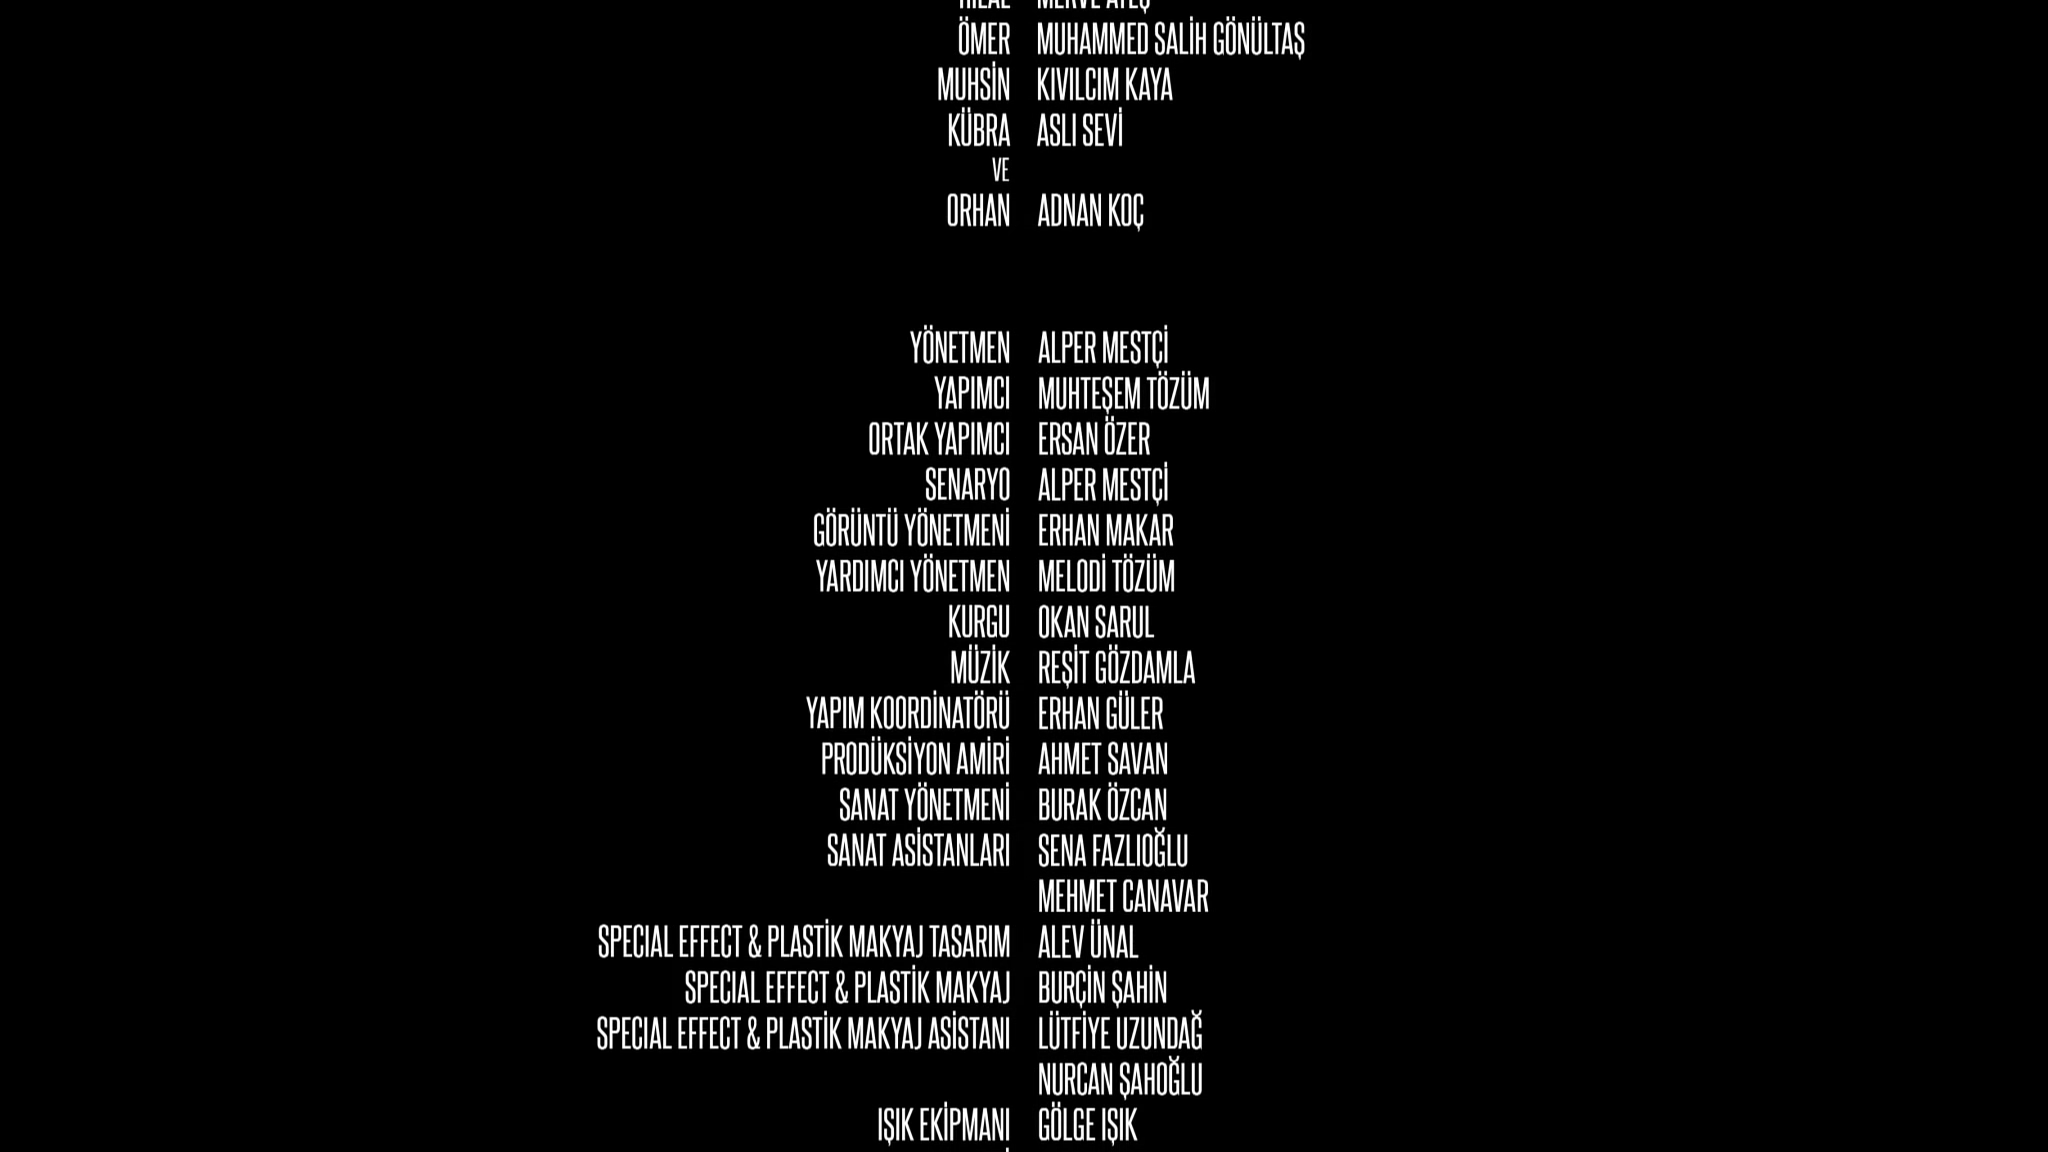 HİLAL MERVE ATEŞ
ÖMER MUHAMMED SALİH GÖNÜLTAŞ
MUHSİN KIVILCIM KAYA
KÜBRA ASLI SEVİ
VE
ORHAN ADNAN KOÇ
YÖNETMEN ALPER MESTÇİ
YAPIMCI MUHTEŞEM TÖZÜM
ORTAK YAPIMCI ERSAN ÖZER
SENARYO ALPER MESTÇİ
GÖRÜNTÜ YÖNETMENİ ERHAN MAKAR
YARDIMCI YÖNETMEN MELODİ TÖZÜM
KURGU OKAN SARUL
MÜZİK REŞİT GÖZDAMLA
YAPIM KOORDİNATÖRÜ ERHAN GÜLER
PRODÜKSİYON AMİRİ AHMET SAVAN
SANAT YÖNETMENİ BURAK ÖZCAN
SANAT ASİSTANLARI SENA FAZLIOĞLU
MEHMET CANAVAR
SPECIAL EFFECT & PLASTİK MAKYAJ TASARIM ALEV ÜNAL
SPECIAL EFFECT & PLASTİK MAKYAJ BURÇİN ŞAHİN
SPECIAL EFFECT & PLASTİK MAKYAJ ASİSTANI LÜTFİYE UZUNDAĞ
NURCAN ŞAHOĞLU
IŞIK EKİPMANI GÖLGE IŞIK